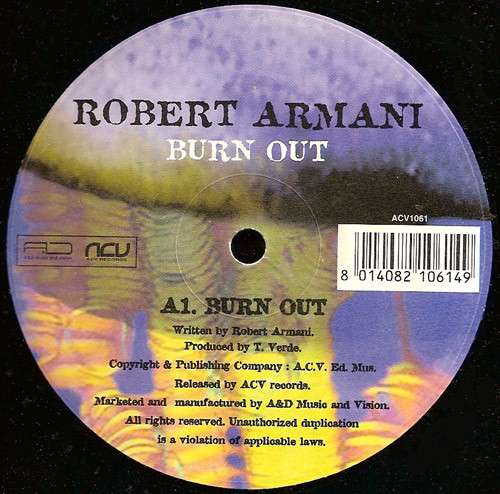 ROBERT ARMANI
BURN OUT
ACV1061
8 014082 106149
AD
ACV
ACV RECORDS
A1. BURN OUT
Written by Robert Armani.
Produced by T. Verde.
Copyright & Publishing Company : A.C.V. Ed. Mus.
Released by ACV records.
Marketed and manufactured by A&D Music and Vision.
All rights reserved. Unauthorized duplication
is a violation of applicable laws.